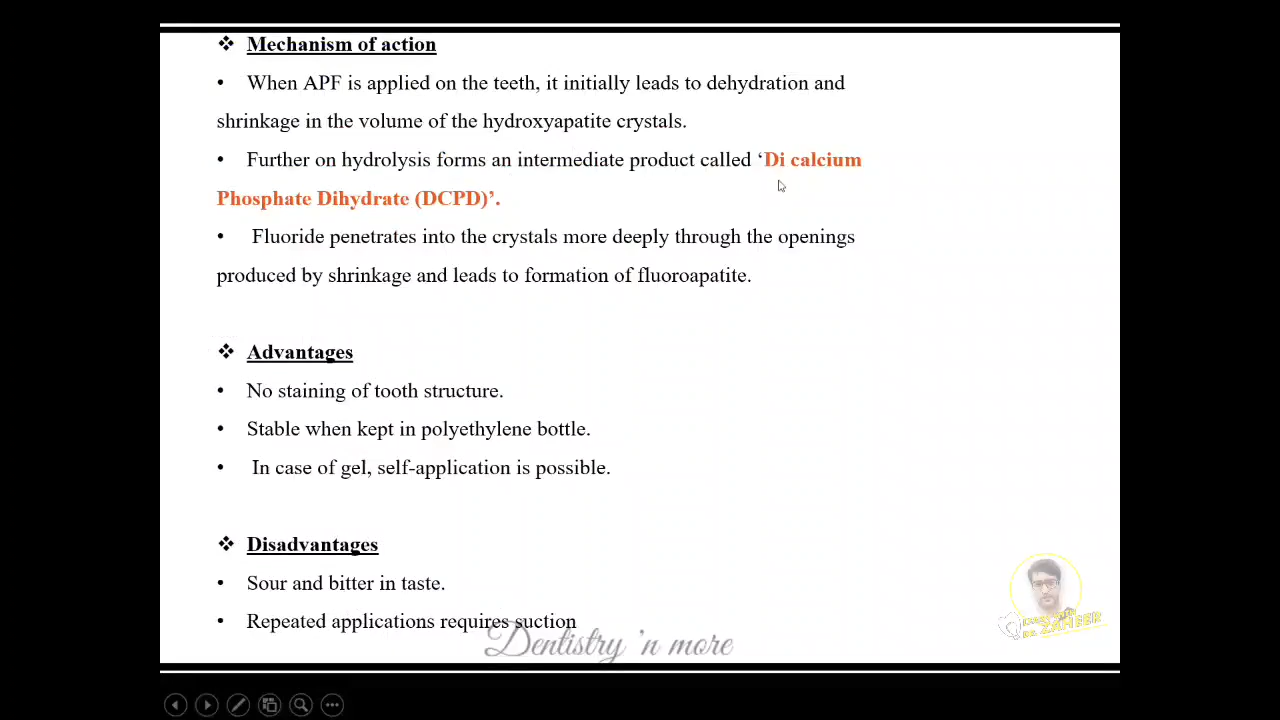 ❖ Mechanism of action
• When APF is applied on the teeth, it initially leads to dehydration and
shrinkage in the volume of the hydroxyapatite crystals.
• Further on hydrolysis forms an intermediate product called ‘Di calcium
Phosphate Dihydrate (DCPD)’.
• Fluoride penetrates into the crystals more deeply through the openings
produced by shrinkage and leads to formation of fluoroapatite.
❖ Advantages
• No staining of tooth structure.
• Stable when kept in polyethylene bottle.
• In case of gel, self-application is possible.
❖ Disadvantages
• Sour and bitter in taste.
• Repeated applications requires suction
Dentistry 'n more
ZAMEER